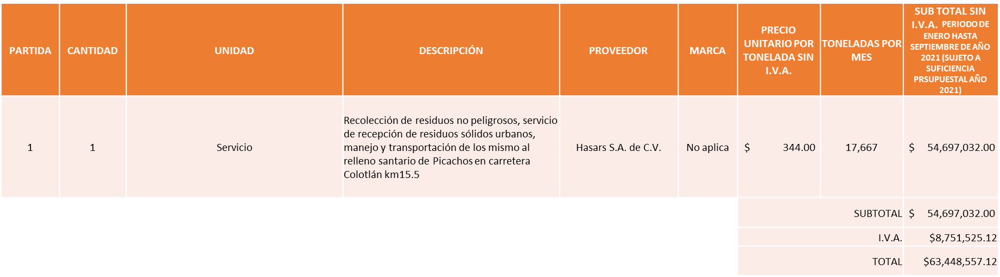 PARTIDA
CANTIDAD
UNIDAD
DESCRIPCIÓN
PROVEEDOR
MARCA
PRECIO
UNITARIO POR
TONELADA SIN
I.V.A.
TONELADAS POR
MES
SUB TOTAL SIN
I.V.A. PERIODO DE
ENERO HASTA
SEPTIEMBRE DE AÑO
2021 (SUJETO A
SUFICIENCIA
PRSUPUESTAL AÑO
2021)
1
1
Servicio
Recolección de residuos no peligrosos, servicio
de recepción de residuos sólidos urbanos,
manejo y transportación de los mismo al
relleno santario de Picachos en carretera
Colotlán km15.5
Hasars S.A. de C.V.
No aplica
$ 344.00
17,667
$ 54,697,032.00
SUBTOTAL $ 54,697,032.00
I.V.A. $8,751,525.12
TOTAL $63,448,557.12